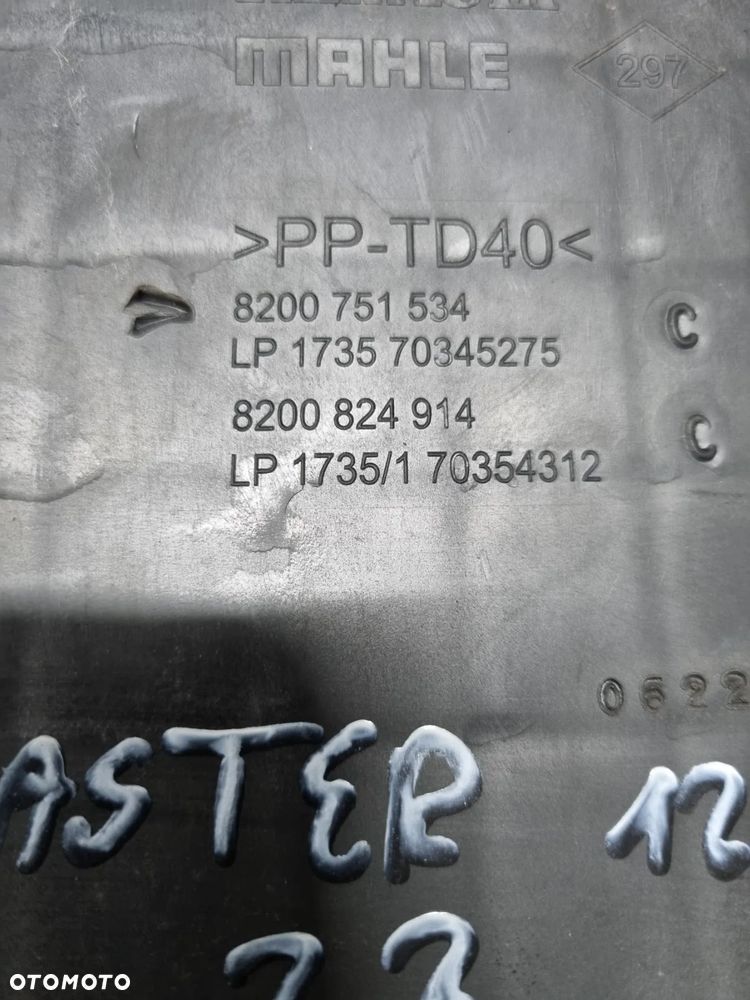 MAHLE
297
>PP-TD40<
8200 751 534
LP 1735 70345275
C
8200 824 914
C
LP 1735/1 70354312
0622
ASTER 12
OTOMOTO